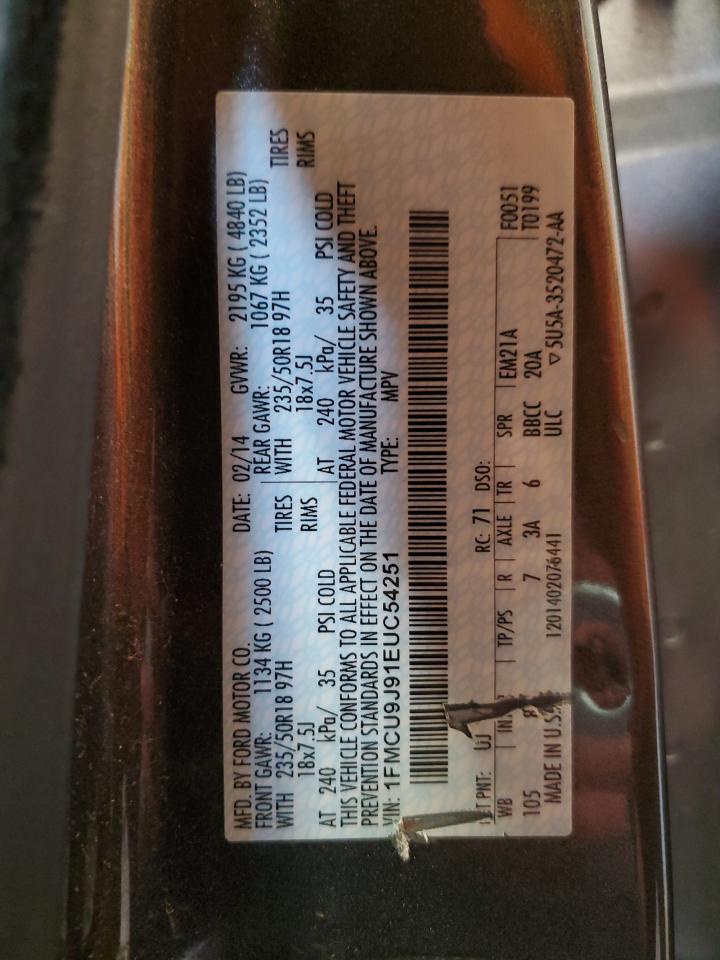 MFD. BY FORD MOTOR CO.
DATE: 02/14 GVWR: 2195 KG ( 4840 LB)
FRONT GAWR: 1134 KG ( 2500 LB) REAR GAWR: 1067 KG ( 2352 LB)
WITH 235/50R18 97H TIRES WITH 235/50R18 97H TIRES
18x7.5J RIMS 18x7.5J RIMS
AT 240 kPa/ 35 PSI COLD AT 240 kPa/ 35 PSI COLD
THIS VEHICLE CONFORMS TO ALL APPLICABLE FEDERAL MOTOR VEHICLE SAFETY AND THEFT
PREVENTION STANDARDS IN EFFECT ON THE DATE OF MANUFACTURE SHOWN ABOVE.
VIN: 1FMCU9J91EUC54251 TYPE: MPV
PNT: UJ RC: 71 DSO:
WB TP/PS R AXLE TR SPR EM21A F0051
105 7 3A 6 BBCC 20A T0199
MADE IN U.S.A. 1201402076441 ULC ▽5U5A-3520472-AA